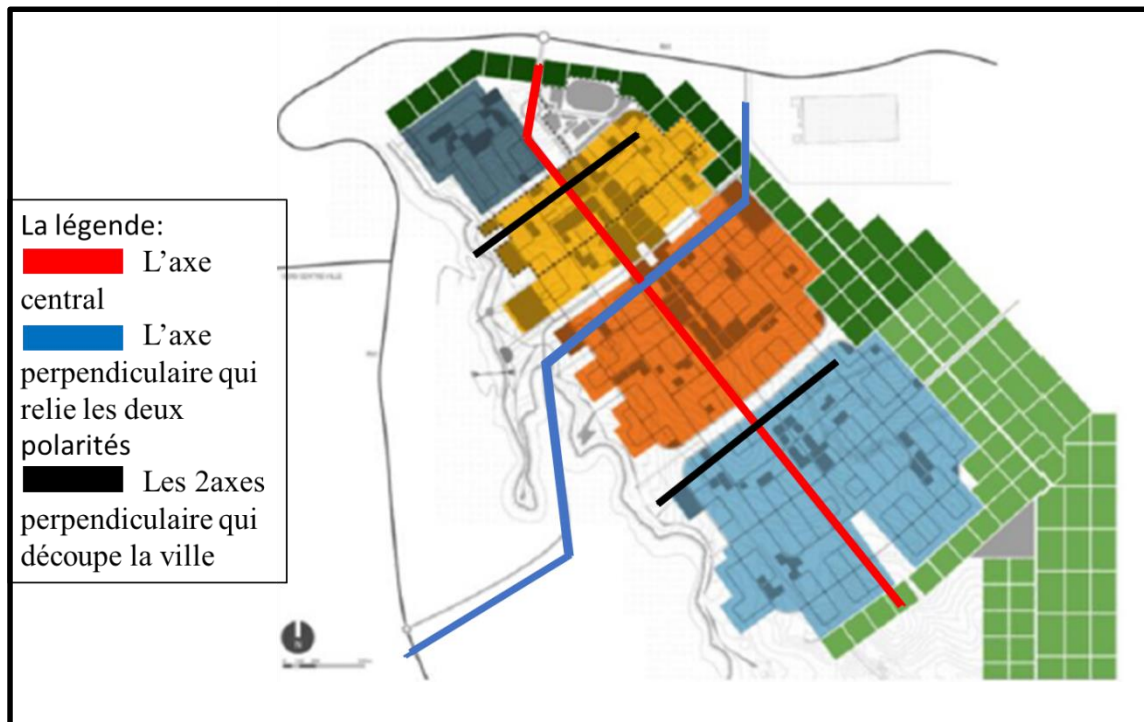 La légende:
L’axe
central
L’axe
perpendiculaire qui
relie les deux
polarités
Les 2axes
perpendiculaire qui
découpe la ville